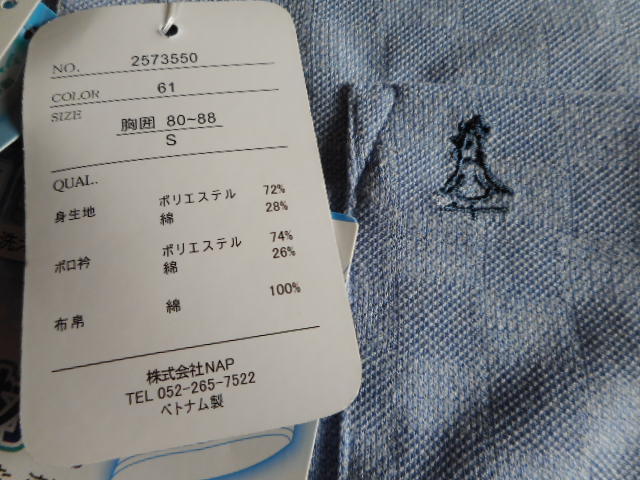 NO. 2573550
COLOR 61
SIZE 胸囲 80~88
S
QUAL.
身生地 ポリエステル 72%
綿 28%
ポロ衿 ポリエステル 74%
綿 26%
布帛 綿 100%
株式会社NAP
TEL 052-265-7522
ベトナム製